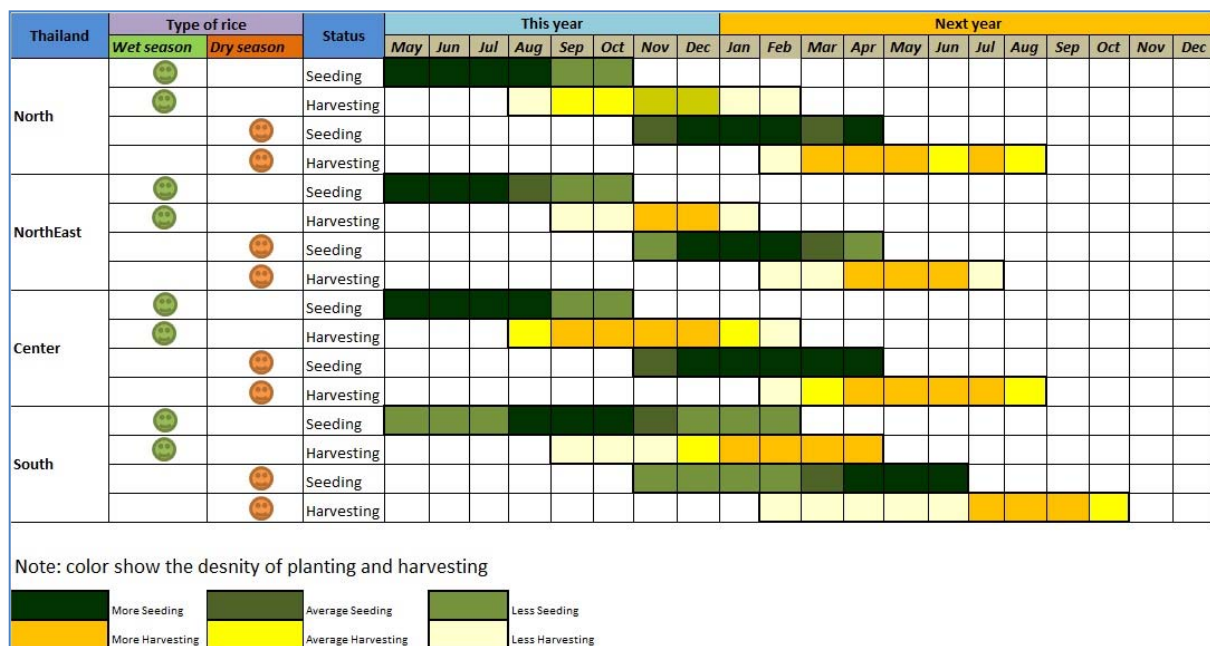 Thailand Type of rice Status This year Next year
Wet season Dry season May Jun Jul Aug Sep Oct Nov Dec Jan Feb Mar Apr May Jun Jul Aug Sep Oct Nov Dec
North Seeding
Harvesting
Seeding
Harvesting
NorthEast Seeding
Harvesting
Seeding
Harvesting
Center Seeding
Harvesting
Seeding
Harvesting
South Seeding
Harvesting
Seeding
Harvesting
Note: color show the desnity of planting and harvesting
More Seeding Average Seeding Less Seeding
More Harvesting Average Harvesting Less Harvesting